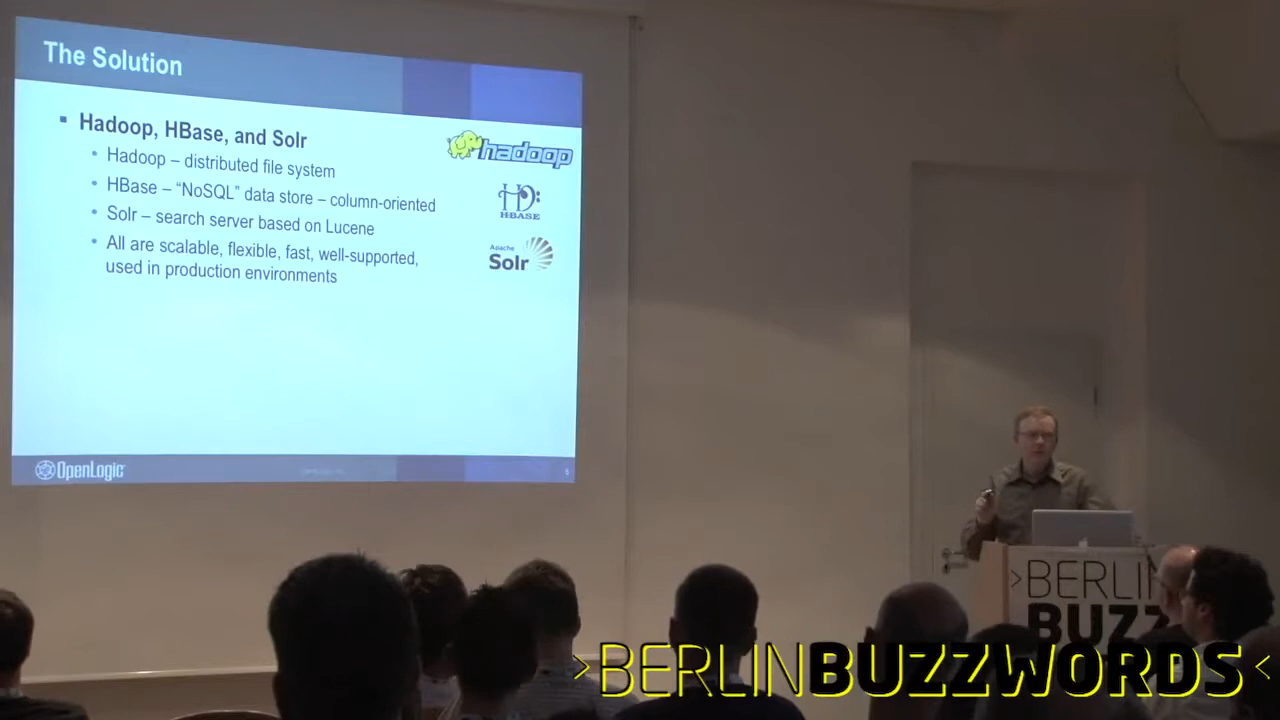 The Solution
Hadoop, HBase, and Solr
Hadoop – distributed file system
HBase – “NoSQL” data store – column-oriented
Solr – search server based on Lucene
All are scalable, flexible, fast, well-supported,
used in production environments
hadoop
HBASE
Apache
Solr
OpenLogic
>BERLIN
BUZZ
>BERLINBUZZWORDS<